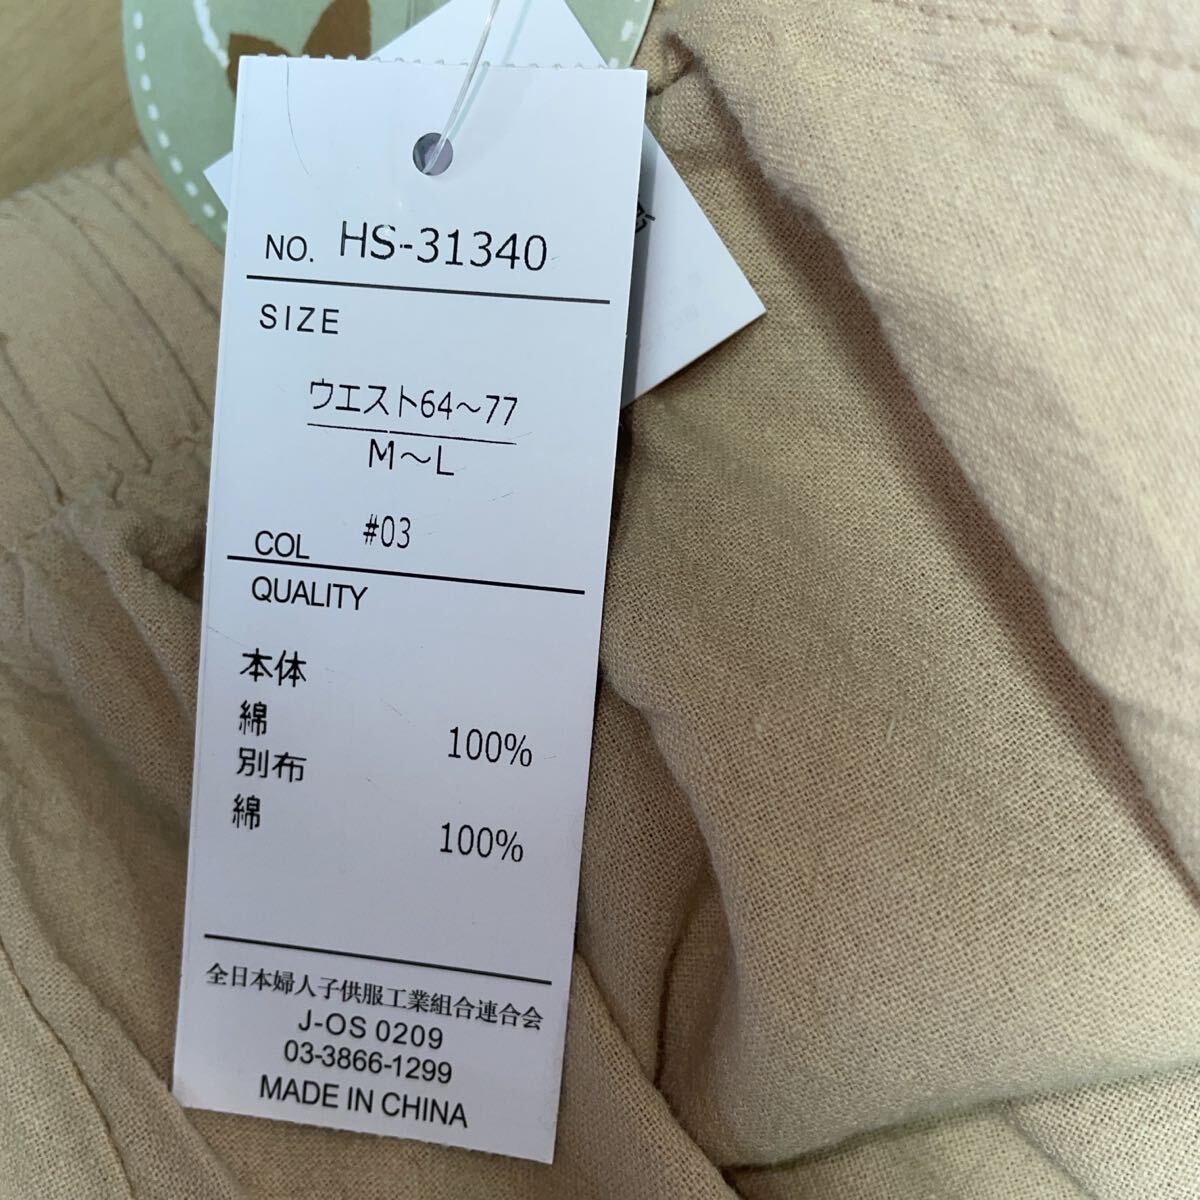 NO. HS-31340
SIZE
ウエスト64～77
M～L
COL #03
QUALITY
本体
綿 100%
別布
綿 100%
全日本婦人子供服工業組合連合会
J-OS 0209
03-3866-1299
MADE IN CHINA